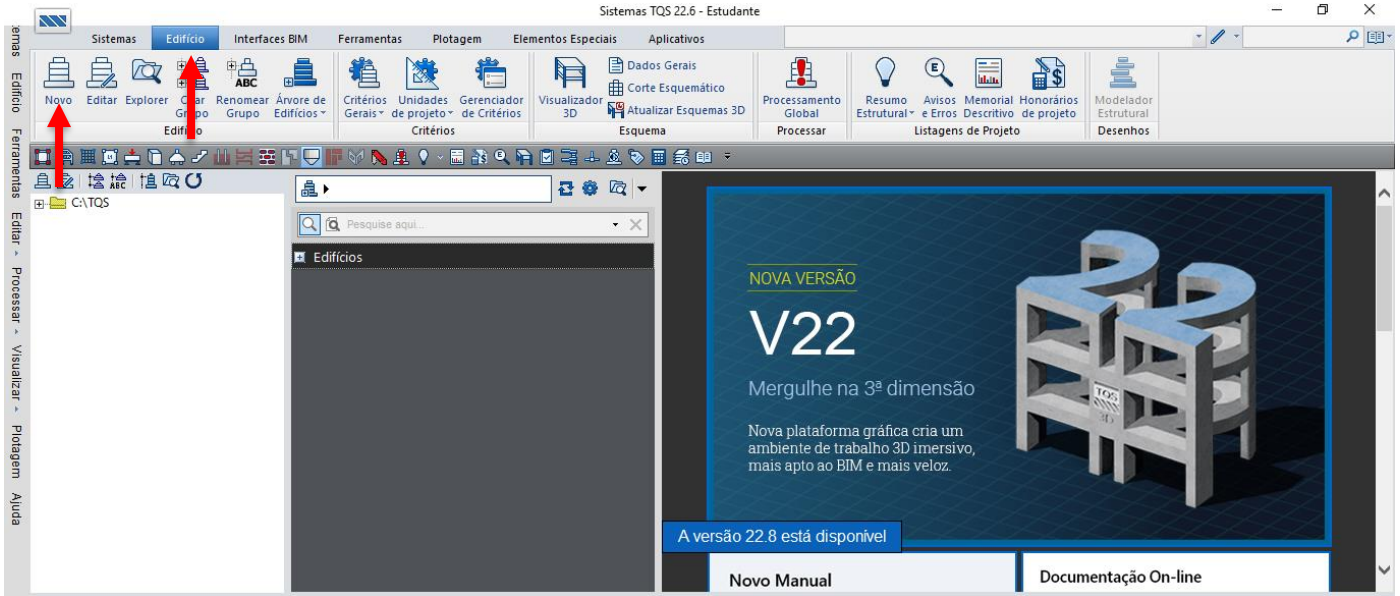 Sistemas TQS 22.6 - Estudante
Sistemas Edifício Interfaces BIM Ferramentas Plotagem Elementos Especiais Aplicativos
Novo Editar Explorer Criar Grupo Renomear Grupo Árvore de Edifícios
Edifício
Critérios Gerais Unidades de projeto Gerenciador de Critérios
Critérios
Visualizador 3D
Dados Gerais
Corte Esquemático
Atualizar Esquemas 3D
Esquema
Processamento Global
Processar
Resumo Estrutural Avisos e Erros Memorial Descritivo Honorários de projeto
Listagens de Projeto
Modelador Estrutural
Desenhos
Edifício
Ferramentas
Editar
Processar
Visualizar
Plotagem
Ajuda
C:\TQS
Pesquise aqui...
Edifícios
NOVA VERSÃO
V22
Mergulhe na 3ª dimensão
Nova plataforma gráfica cria um
ambiente de trabalho 3D imersivo,
mais apto ao BIM e mais veloz.
TQS
3D
A versão 22.8 está disponível
Novo Manual
Documentação On-line